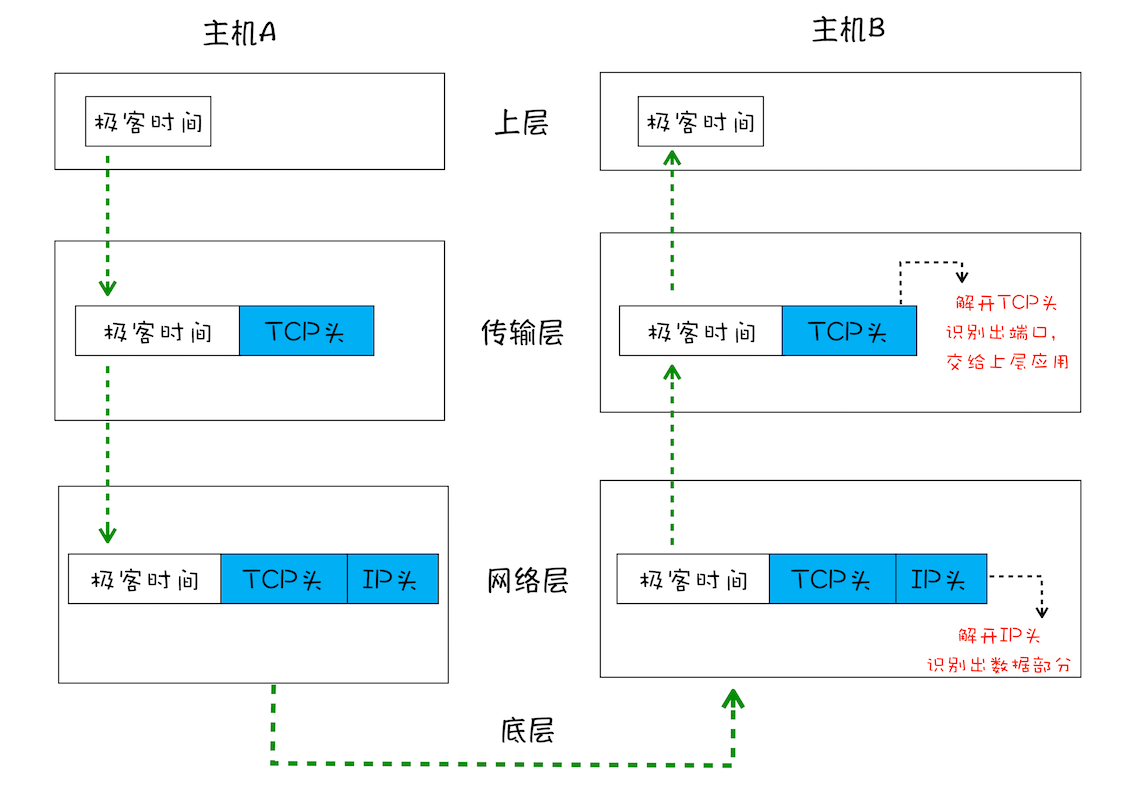 主机A
主机B
极客时间
上层
极客时间
极客时间
TCP头
传输层
极客时间
TCP头
解开TCP头
识别出端口,
交给上层应用
极客时间
TCP头
IP头
网络层
极客时间
TCP头
IP头
解开IP头
识别出数据部分
底层